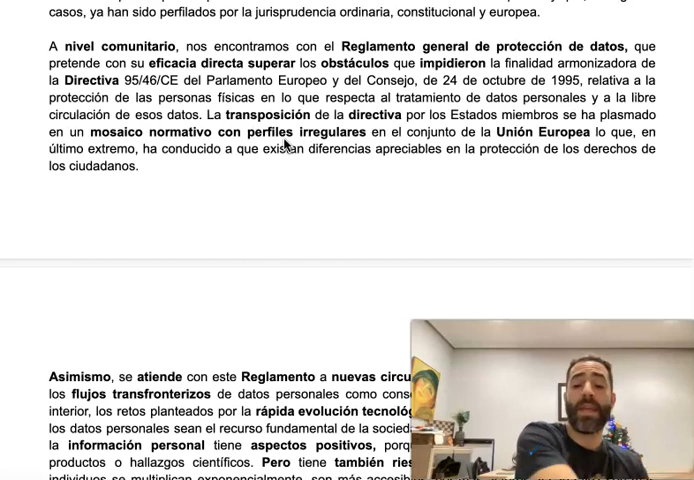 casos, ya han sido perfilados por la jurisprudencia ordinaria, constitucional y europea.
A nivel comunitario, nos encontramos con el Reglamento general de protección de datos, que
pretende con su eficacia directa superar los obstáculos que impidieron la finalidad armonizadora de
la Directiva 95/46/CE del Parlamento Europeo y del Consejo, de 24 de octubre de 1995, relativa a la
protección de las personas físicas en lo que respecta al tratamiento de datos personales y a la libre
circulación de esos datos. La transposición de la directiva por los Estados miembros se ha plasmado
en un mosaico normativo con perfiles irregulares en el conjunto de la Unión Europea lo que, en
último extremo, ha conducido a que existan diferencias apreciables en la protección de los derechos de
los ciudadanos.
Asimismo, se atiende con este Reglamento a nuevas circu
los flujos transfronterizos de datos personales como cons
interior, los retos planteados por la rápida evolución tecnológ
los datos personales sean el recurso fundamental de la socied
la información personal tiene aspectos positivos, porq
productos o hallazgos científicos. Pero tiene también ries
individuos se multiplican exponencialmente, son más accesib